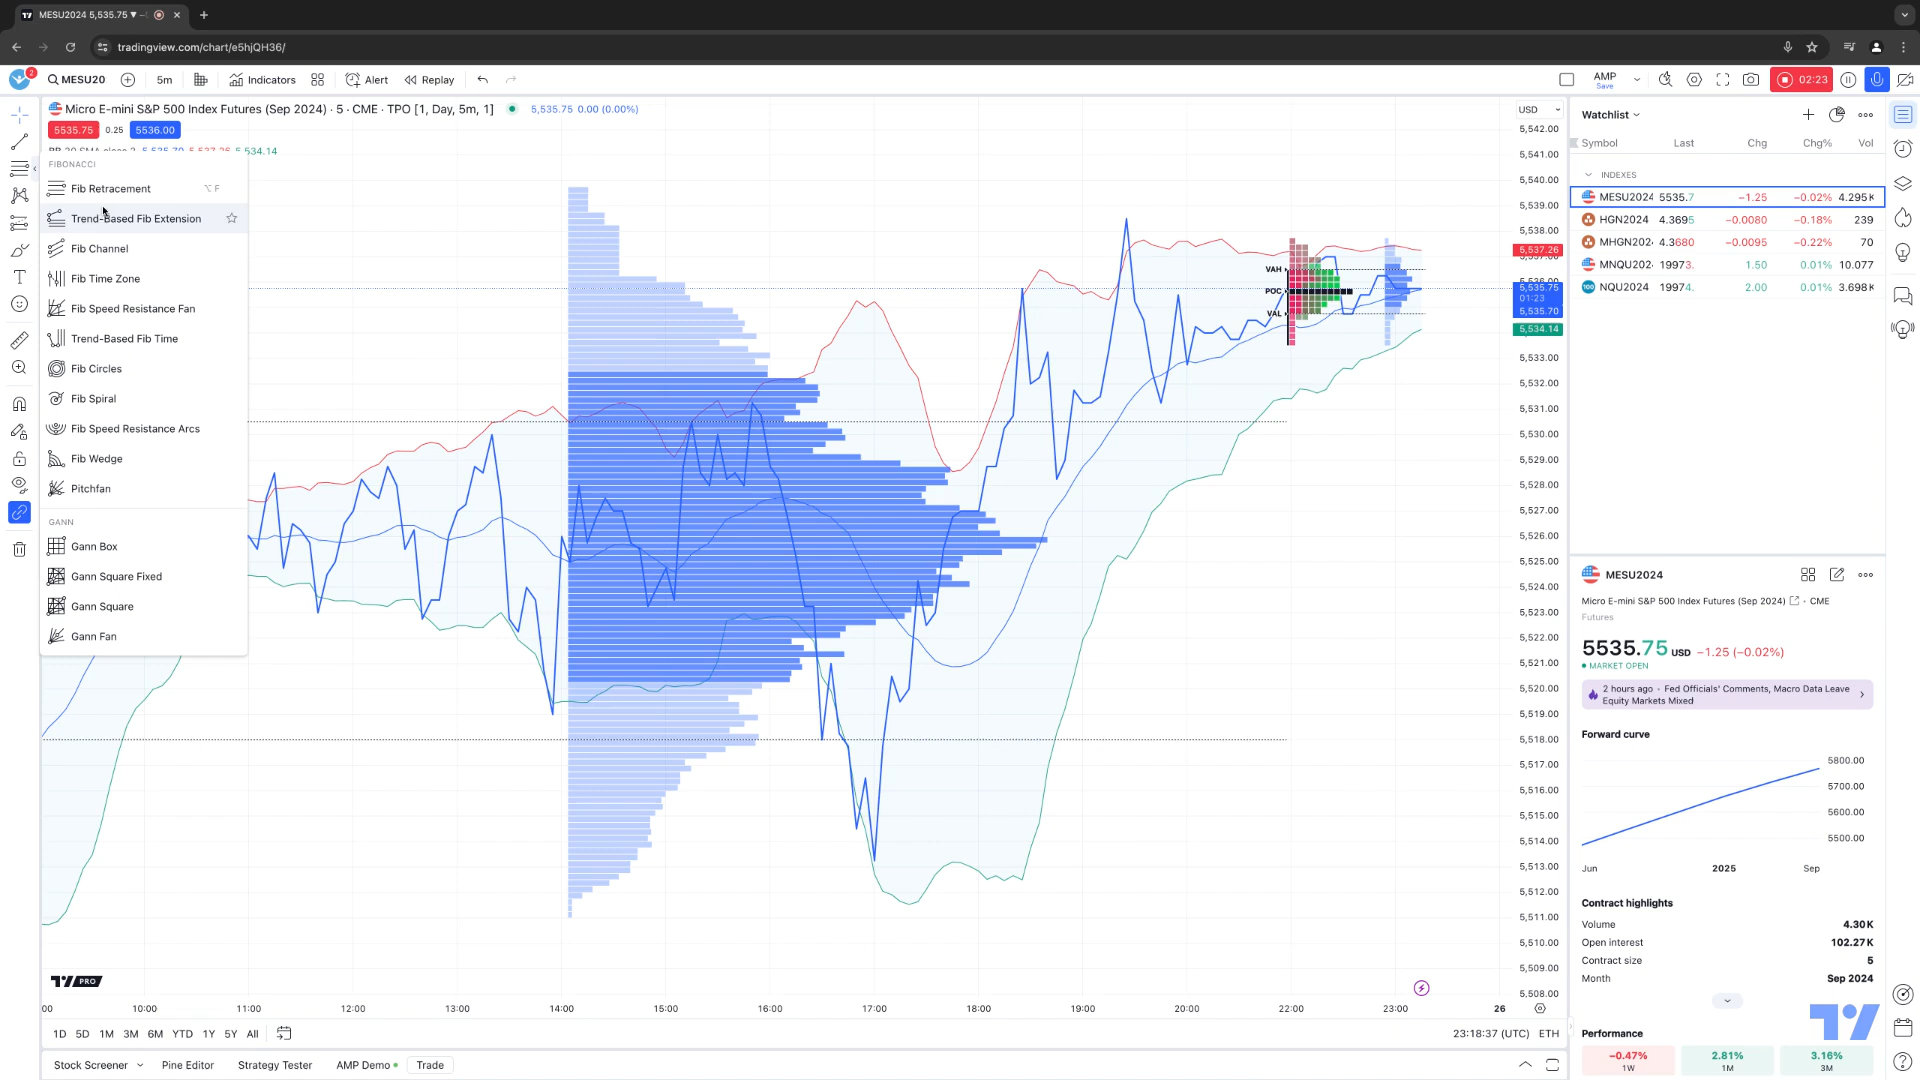 MESU2024 5,535.75 ▼
tradingview.com/chart/e5hjQH36/
2
MESU20
5m
Indicators
Alert
Replay
AMP
Save
02:23
Micro E-mini S&P 500 Index Futures (Sep 2024) · 5 · CME · TPO [1, Day, 5m, 1]
5,535.75 0.00 (0.00%)
5535.75
0.25
5536.00
FIBONACCI
Fib Retracement
⌥ F
Trend-Based Fib Extension
Fib Channel
Fib Time Zone
Fib Speed Resistance Fan
Trend-Based Fib Time
Fib Circles
Fib Spiral
Fib Speed Resistance Arcs
Fib Wedge
Pitchfan
GANN
Gann Box
Gann Square Fixed
Gann Square
Gann Fan
VAH
POC
VAL
USD
5,542.00
5,541.00
5,540.00
5,539.00
5,538.00
5,537.26
5,535.75
01:23
5,535.70
5,534.14
5,533.00
5,532.00
5,531.00
5,530.00
5,529.00
5,528.00
5,527.00
5,526.00
5,525.00
5,524.00
5,523.00
5,522.00
5,521.00
5,520.00
5,519.00
5,518.00
5,517.00
5,516.00
5,515.00
5,514.00
5,513.00
5,512.00
5,511.00
5,510.00
5,509.00
5,508.00
PRO
00
10:00
11:00
12:00
13:00
14:00
15:00
16:00
17:00
18:00
19:00
20:00
21:00
22:00
23:00
26
1D 5D 1M 3M 6M YTD 1Y 5Y All
23:18:37 (UTC) ETH
Stock Screener
Pine Editor
Strategy Tester
AMP Demo
Trade
Watchlist
Symbol Last Chg Chg% Vol
INDEXES
MESU2024 5535.7 −1.25 −0.02% 4.295K
HGN2024 4.3695 −0.0080 −0.18% 239
MHGN202 4.3680 −0.0095 −0.22% 70
MNQU202 19973. 1.50 0.01% 10.077
100 NQU2024 19974. 2.00 0.01% 3.698K
MESU2024
Micro E-mini S&P 500 Index Futures (Sep 2024) · CME
Futures
5535.75 USD −1.25 (−0.02%)
MARKET OPEN
2 hours ago · Fed Officials' Comments, Macro Data Leave
Equity Markets Mixed
Forward curve
5800.00
5700.00
5600.00
5500.00
Jun 2025 Sep
Contract highlights
Volume 4.30K
Open interest 102.27K
Contract size 5
Month Sep 2024
Performance
−0.47%
1W
2.81%
1M
3.16%
3M